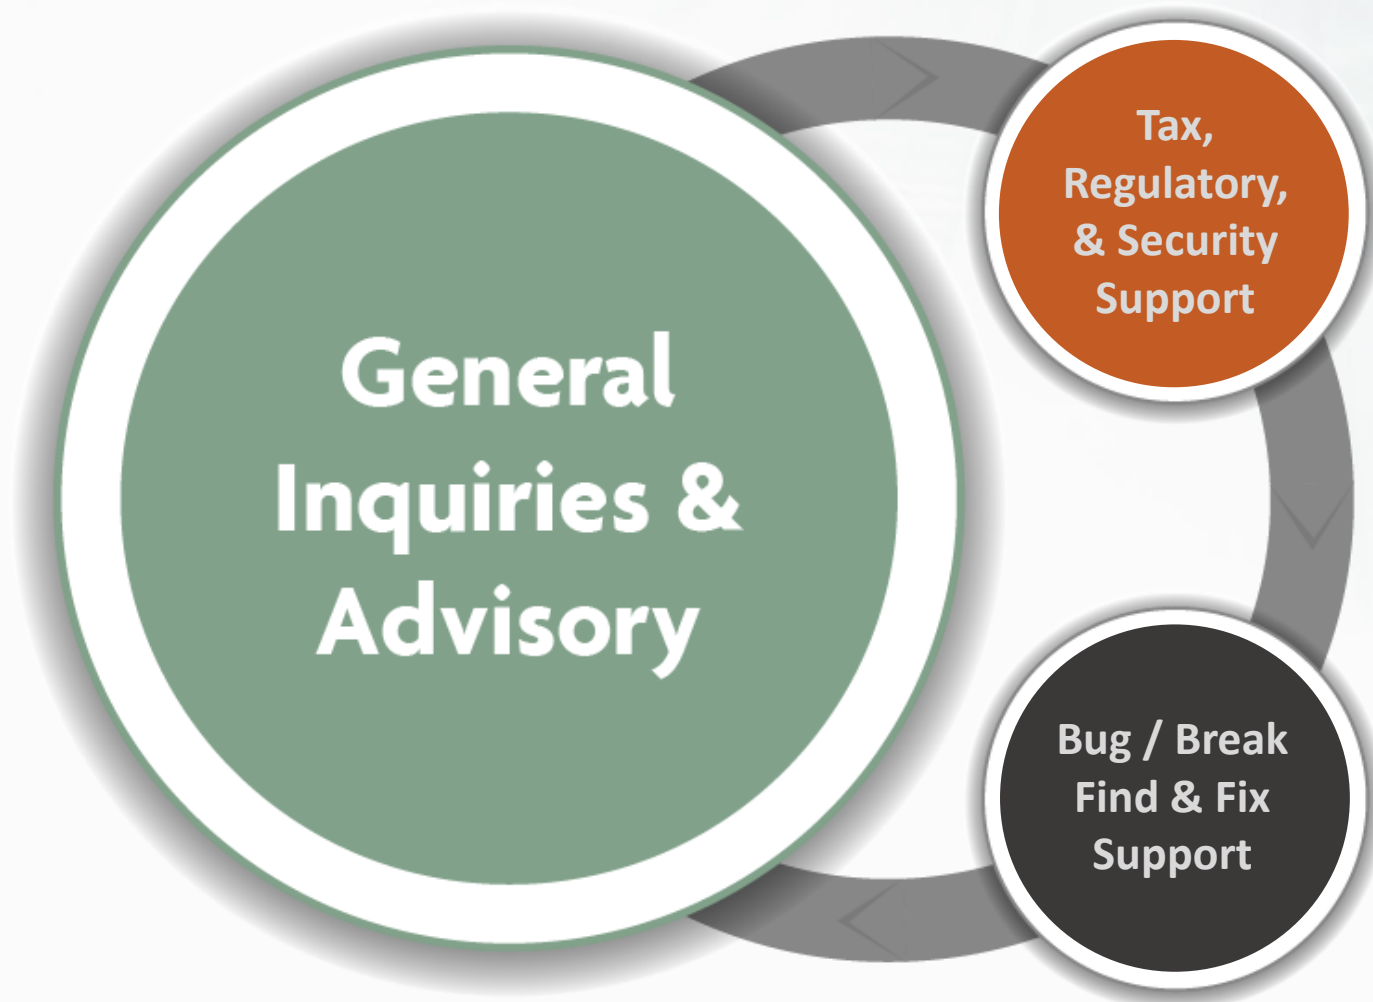 General
Inquiries &
Advisory
Tax,
Regulatory,
& Security
Support
Bug / Break
Find & Fix
Support